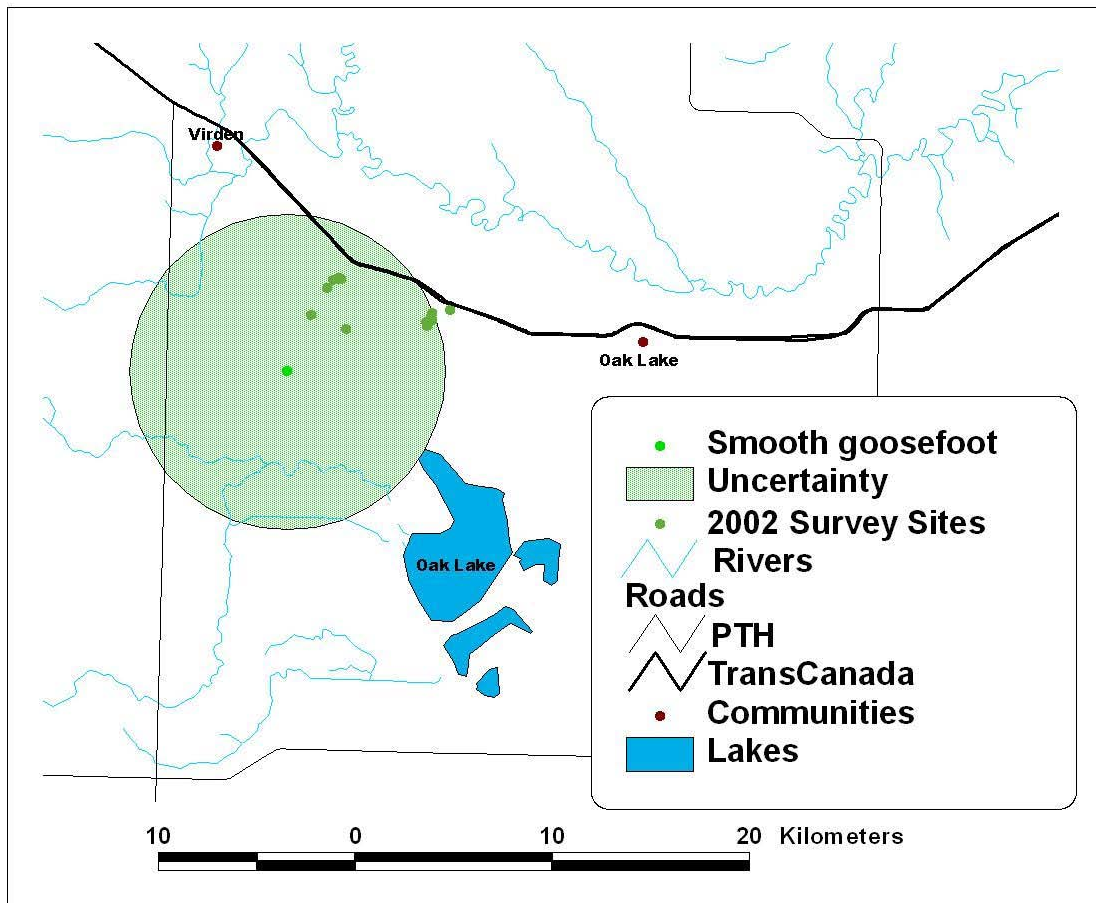 Virden
Oak Lake
Oak Lake
Smooth goosefoot
Uncertainty
2002 Survey Sites
Rivers
Roads
PTH
TransCanada
Communities
Lakes
10 0 10 20 Kilometers